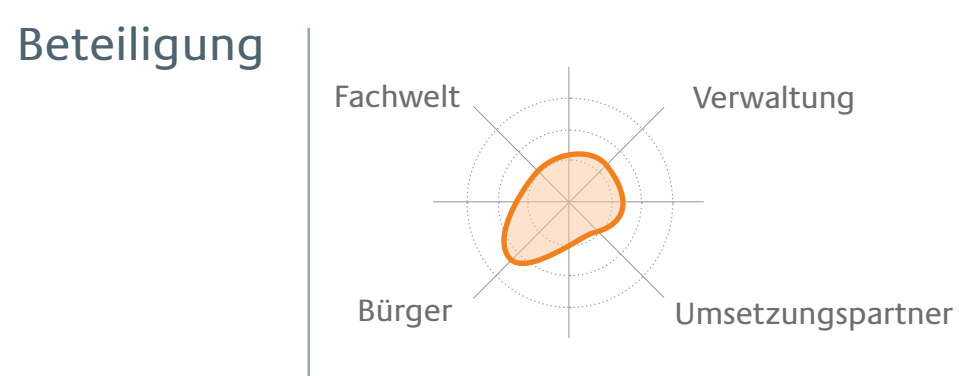 Beteiligung
Fachwelt
Verwaltung
Bürger
Umsetzungspartner